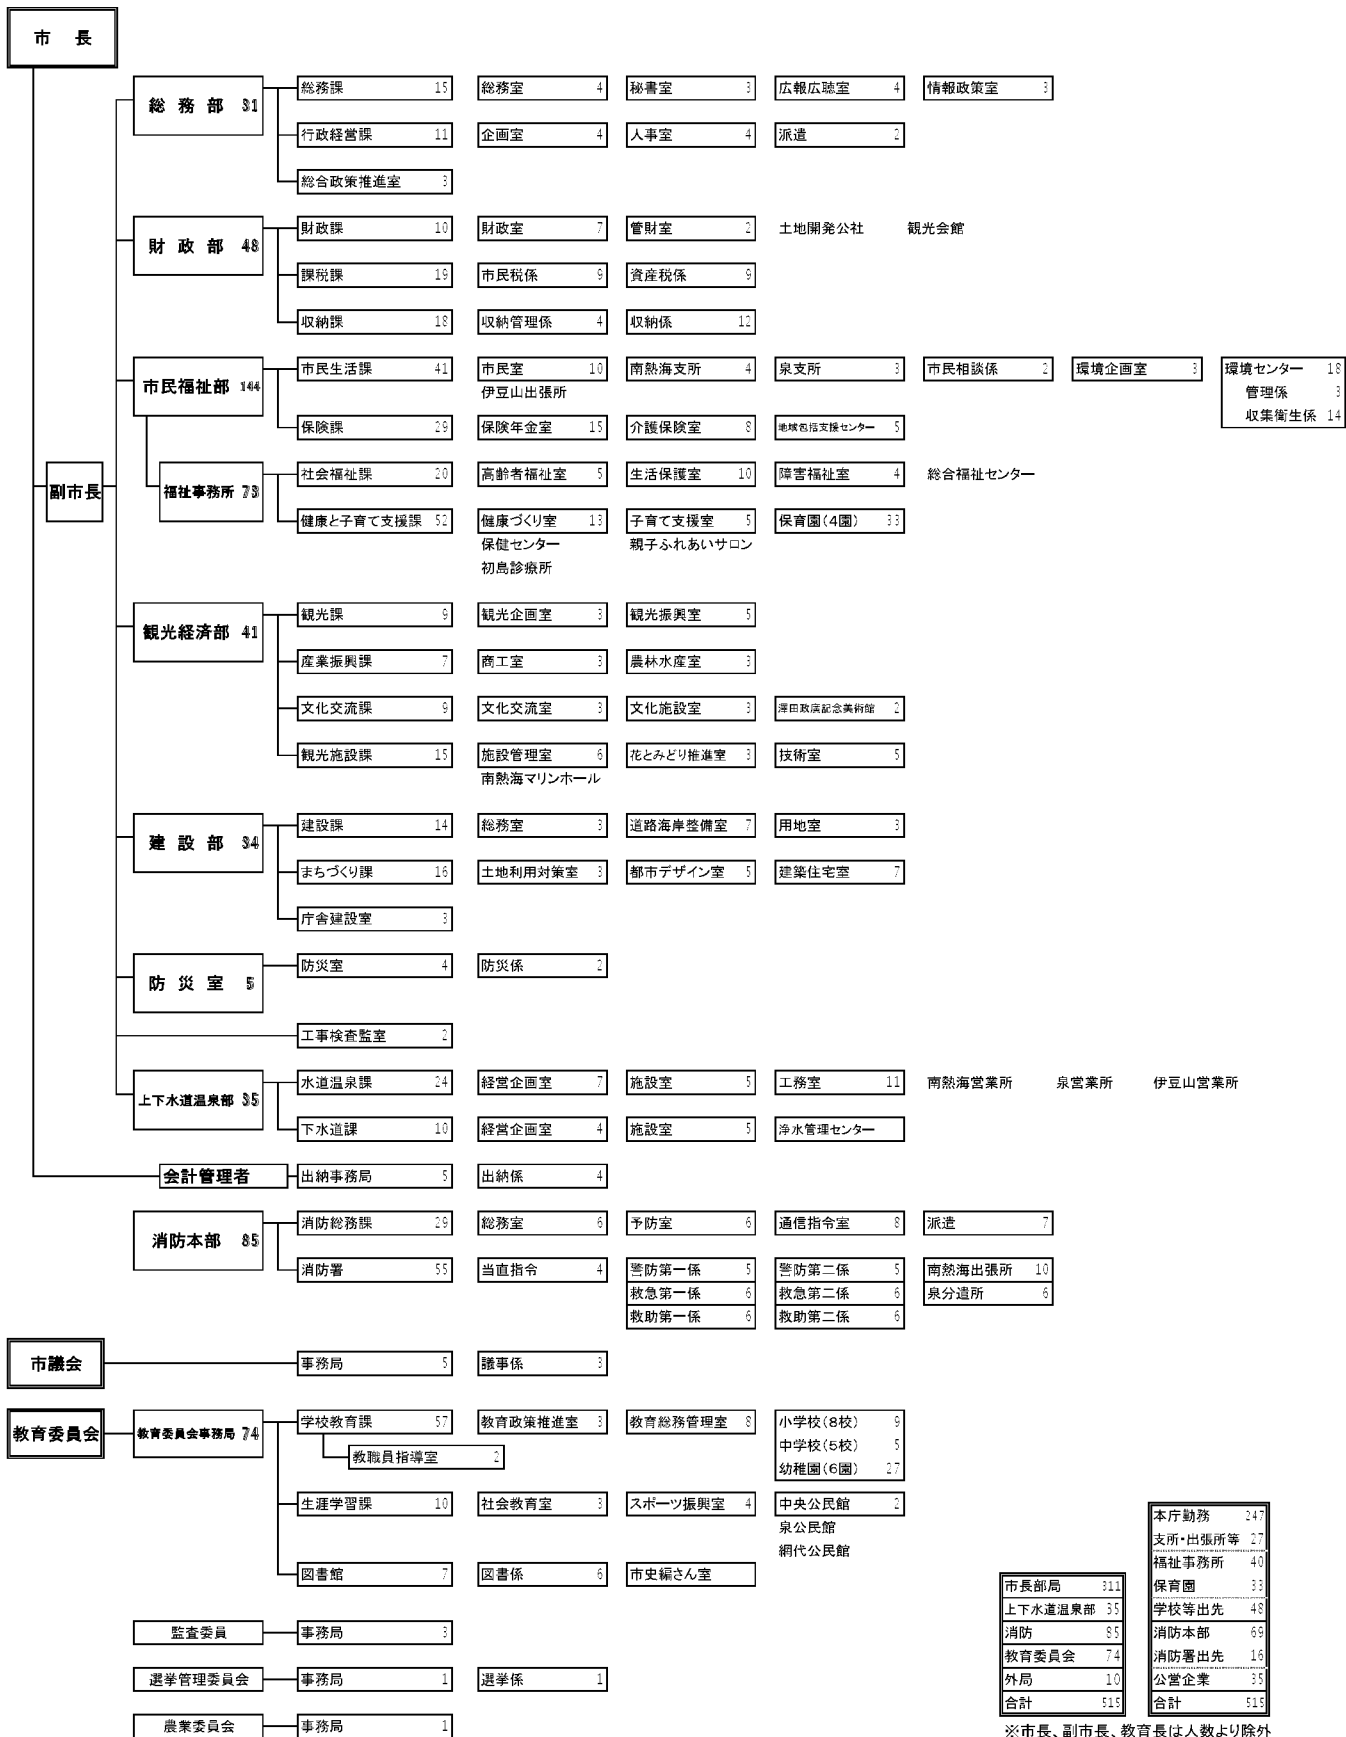 市　長
総　務　部　31
総務課　15
総務室　4
秘書室　3
広報広聴室　4
情報政策室　3
行政経営課　11
企画室　4
人事室　4
派遣　2
総合政策推進室　3
財　政　部　48
財政課　10
財政室　7
管財室　2
土地開発公社
観光会館
課税課　19
市民税係　9
資産税係　9
収納課　18
収納管理係　4
収納係　12
市民福祉部　144
市民生活課　41
市民室　10
伊豆山出張所
南熱海支所　4
泉支所　3
市民相談係　2
環境企画室　3
環境センター　18
管理係　3
収集衛生係　14
保険課　29
保険年金室　15
介護保険室　8
地域包括支援センター　5
副市長
福祉事務所　73
社会福祉課　20
高齢者福祉室　5
生活保護室　10
障害福祉室　4
総合福祉センター
健康と子育て支援課　52
健康づくり室　13
保健センター
初島診療所
子育て支援室　5
親子ふれあいサロン
保育園(4園)　33
観光経済部　41
観光課　9
観光企画室　3
観光振興室　5
産業振興課　7
商工室　3
農林水産室　3
文化交流課　9
文化交流室　3
文化施設室　3
澤田政廣記念美術館　2
観光施設課　15
施設管理室　6
南熱海マリンホール
花とみどり推進室　3
技術室　5
建　設　部　34
建設課　14
総務室　3
道路海岸整備室　7
用地室　3
まちづくり課　16
土地利用対策室　3
都市デザイン室　5
建築住宅室　7
庁舎建設室　3
防　災　室　5
防災室　4
防災係　2
工事検査監室　2
上下水道温泉部　35
水道温泉課　24
経営企画室　7
施設室　5
工務室　11
南熱海営業所
泉営業所
伊豆山営業所
下水道課　10
経営企画室　4
施設室　5
浄水管理センター
会計管理者
出納事務局　5
出納係　4
消防本部　85
消防総務課　29
総務室　6
予防室　6
通信指令室　8
派遣　7
消防署　55
当直指令　4
警防第一係　5
救急第一係　6
救助第一係　6
警防第二係　5
救急第二係　6
救助第二係　6
南熱海出張所　10
泉分遣所　6
市議会
事務局　5
議事係　3
教育委員会
教育委員会事務局　74
学校教育課　57
教職員指導室　2
教育政策推進室　3
教育総務管理室　8
小学校(8校)　9
中学校(5校)　5
幼稚園(6園)　27
生涯学習課　10
社会教育室　3
スポーツ振興室　4
中央公民館　2
泉公民館
網代公民館
図書館　7
図書係　6
市史編さん室
監査委員
事務局　3
選挙管理委員会
事務局　1
選挙係　1
農業委員会
事務局　1
市長部局　311
上下水道温泉部　35
消防　85
教育委員会　74
外局　10
合計　515
本庁勤務　247
支所・出張所等　27
福祉事務所　40
保育園　33
学校等出先　48
消防本部　69
消防署出先　16
公営企業　35
合計　515
※市長、副市長、教育長は人数より除外